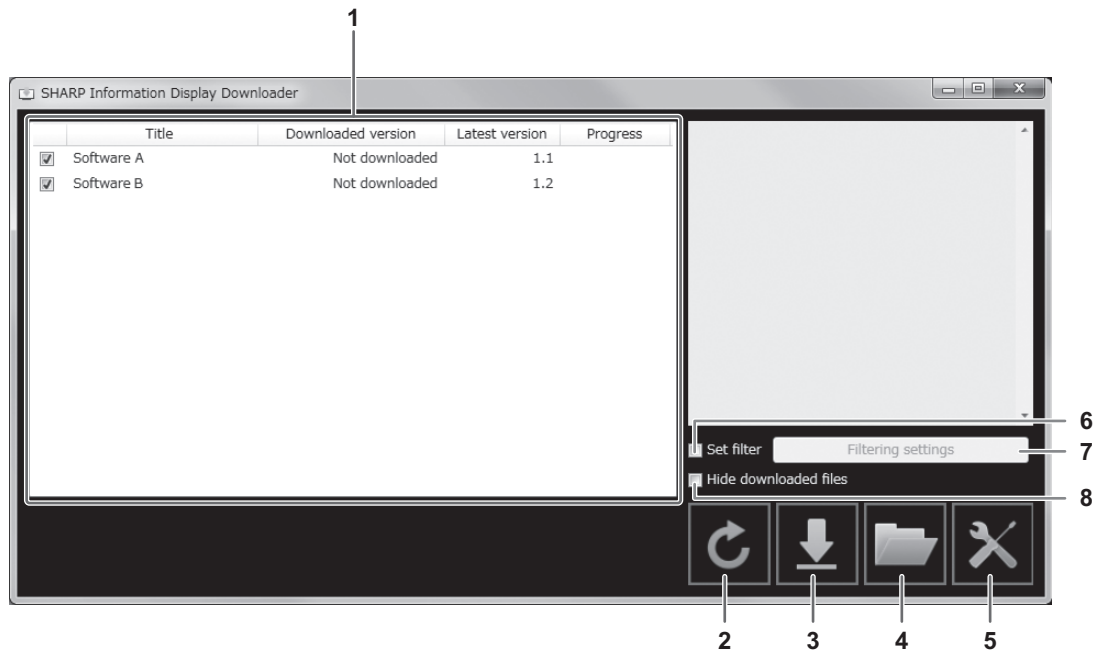 1
SHARP Information Display Downloader
Title Downloaded version Latest version Progress
Software A Not downloaded 1.1
Software B Not downloaded 1.2
6
Set filter Filtering settings 7
Hide downloaded files
8
2 3 4 5